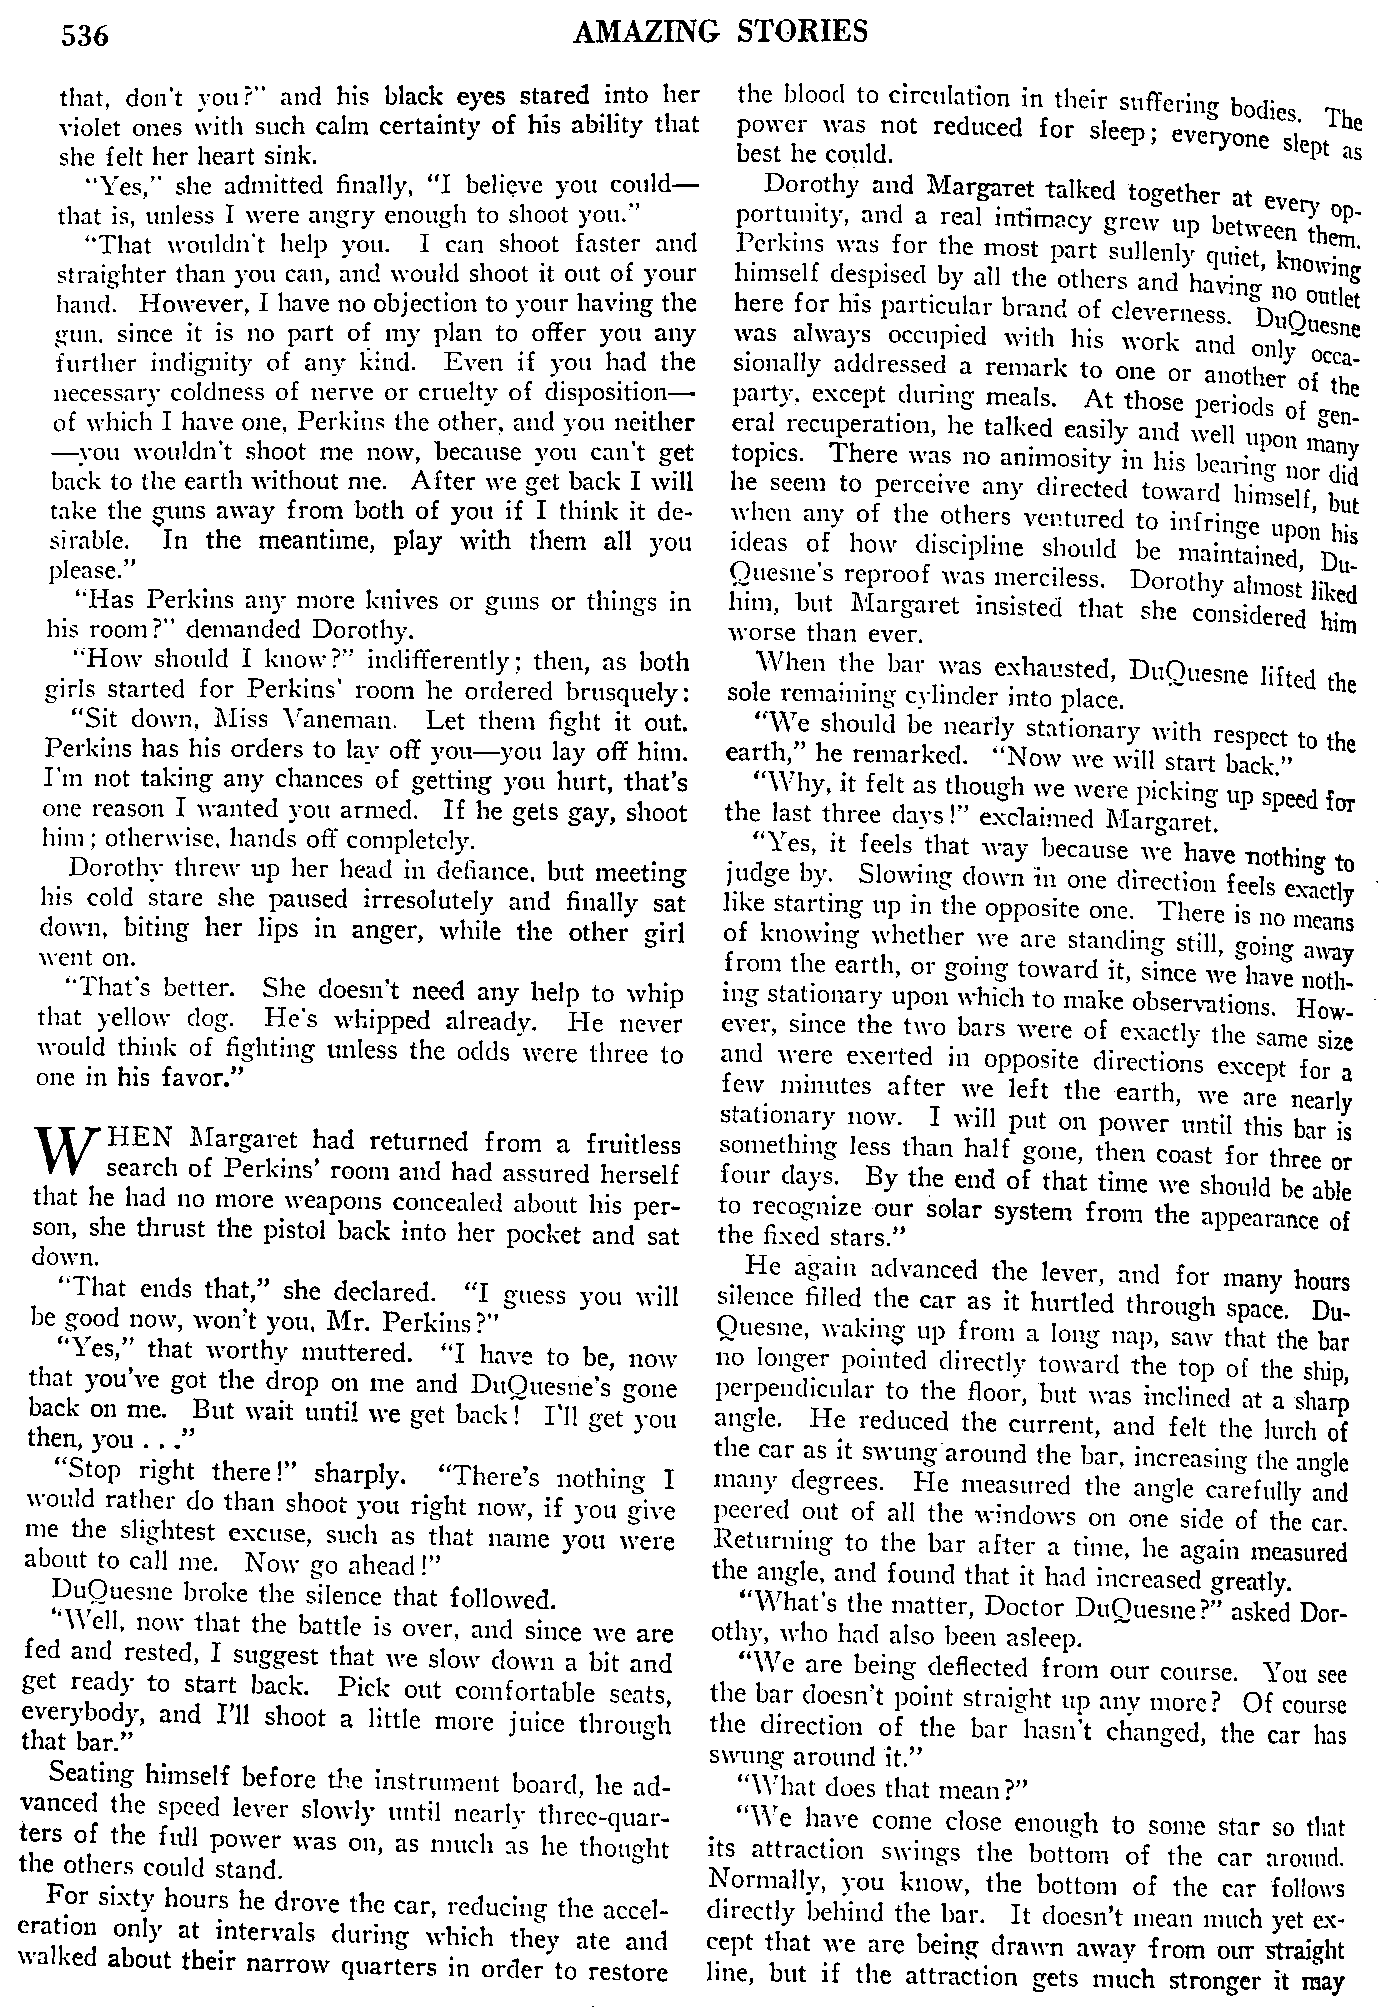 536
AMAZING STORIES
that, don't you?" and his black eyes stared into her
violet ones with such calm certainty of his ability that
she felt her heart sink.
"Yes," she admitted finally, "I believe you could—
that is, unless I were angry enough to shoot you."
"That wouldn't help you. I can shoot faster and
straighter than you can, and would shoot it out of your
hand. However, I have no objection to your having the
gun, since it is no part of my plan to offer you any
further indignity of any kind. Even if you had the
necessary coldness of nerve or cruelty of disposition—
of which I have one, Perkins the other, and you neither
—you wouldn't shoot me now, because you can't get
back to the earth without me. After we get back I will
take the guns away from both of you if I think it de-
sirable. In the meantime, play with them all you
please."
"Has Perkins any more knives or guns or things in
his room?" demanded Dorothy.
"How should I know?" indifferently; then, as both
girls started for Perkins' room he ordered brusquely:
"Sit down, Miss Vaneman. Let them fight it out.
Perkins has his orders to lay off you—you lay off him.
I'm not taking any chances of getting you hurt, that's
one reason I wanted you armed. If he gets gay, shoot
him; otherwise, hands off completely.
Dorothy threw up her head in defiance, but meeting
his cold stare she paused irresolutely and finally sat
down, biting her lips in anger, while the other girl
went on.
"That's better. She doesn't need any help to whip
that yellow dog. He's whipped already. He never
would think of fighting unless the odds were three to
one in his favor."
WHEN Margaret had returned from a fruitless
search of Perkins' room and had assured herself
that he had no more weapons concealed about his per-
son, she thrust the pistol back into her pocket and sat
down.
"That ends that," she declared. "I guess you will
be good now, won't you, Mr. Perkins?"
"Yes," that worthy muttered. "I have to be, now
that you've got the drop on me and DuQuesne's gone
back on me. But wait until we get back! I'll get you
then, you . . ."
"Stop right there!" sharply. "There's nothing I
would rather do than shoot you right now, if you give
me the slightest excuse, such as that name you were
about to call me. Now go ahead!"
DuQuesne broke the silence that followed.
"Well, now that the battle is over, and since we are
fed and rested, I suggest that we slow down a bit and
get ready to start back. Pick out comfortable seats,
everybody, and I'll shoot a little more juice through
that bar."
Seating himself before the instrument board, he ad-
vanced the speed lever slowly until nearly three-quar-
ters of the full power was on, as much as he thought
the others could stand.
For sixty hours he drove the car, reducing the accel-
eration only at intervals during which they ate and
walked about their narrow quarters in order to restore
the blood to circulation in their suffering bodies. The
power was not reduced for sleep; everyone slept as
best he could.
Dorothy and Margaret talked together at every op-
portunity, and a real intimacy grew up between them.
Perkins was for the most part sullenly quiet, knowing
himself despised by all the others and having no outlet
here for his particular brand of cleverness. DuQuesne
was always occupied with his work and only occa-
sionally addressed a remark to one or another of the
party, except during meals. At those periods of gen-
eral recuperation, he talked easily and well upon many
topics. There was no animosity in his bearing nor did
he seem to perceive any directed toward himself, but
when any of the others ventured to infringe upon his
ideas of how discipline should be maintained, Du-
Quesne's reproof was merciless. Dorothy almost liked
him, but Margaret insisted that she considered him
worse than ever.
When the bar was exhausted, DuQuesne lifted the
sole remaining cylinder into place.
"We should be nearly stationary with respect to the
earth," he remarked. "Now we will start back."
"Why, it felt as though we were picking up speed for
the last three days!" exclaimed Margaret.
"Yes, it feels that way because we have nothing to
judge by. Slowing down in one direction feels exactly
like starting up in the opposite one. There is no means
of knowing whether we are standing still, going away
from the earth, or going toward it, since we have noth-
ing stationary upon which to make observations. How-
ever, since the two bars were of exactly the same size
and were exerted in opposite directions except for a
few minutes after we left the earth, we are nearly
stationary now. I will put on power until this bar is
something less than half gone, then coast for three or
four days. By the end of that time we should be able
to recognize our solar system from the appearance of
the fixed stars."
He again advanced the lever, and for many hours
silence filled the car as it hurtled through space. Du-
Quesne, waking up from a long nap, saw that the bar
no longer pointed directly toward the top of the ship,
perpendicular to the floor, but was inclined at a sharp
angle. He reduced the current, and felt the lurch of
the car as it swung around the bar, increasing the angle
many degrees. He measured the angle carefully and
peered out of all the windows on one side of the car.
Returning to the bar after a time, he again measured
the angle, and found that it had increased greatly.
"What's the matter, Doctor DuQuesne?" asked Dor-
othy, who had also been asleep.
"We are being deflected from our course. You see
the bar doesn't point straight up any more? Of course
the direction of the bar hasn't changed, the car has
swung around it."
"What does that mean?"
"We have come close enough to some star so that
its attraction swings the bottom of the car around.
Normally, you know, the bottom of the car follows
directly behind the bar. It doesn't mean much yet ex-
cept that we are being drawn away from our straight
line, but if the attraction gets much stronger it may